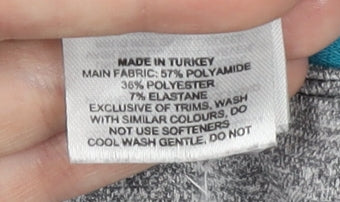 MADE IN TURKEY
MAIN FABRIC: 57% POLYAMIDE
36% POLYESTER
7% ELASTANE
EXCLUSIVE OF TRIMS, WASH
WITH SIMILAR COLOURS, DO
NOT USE SOFTENERS
COOL WASH GENTLE, DO NOT